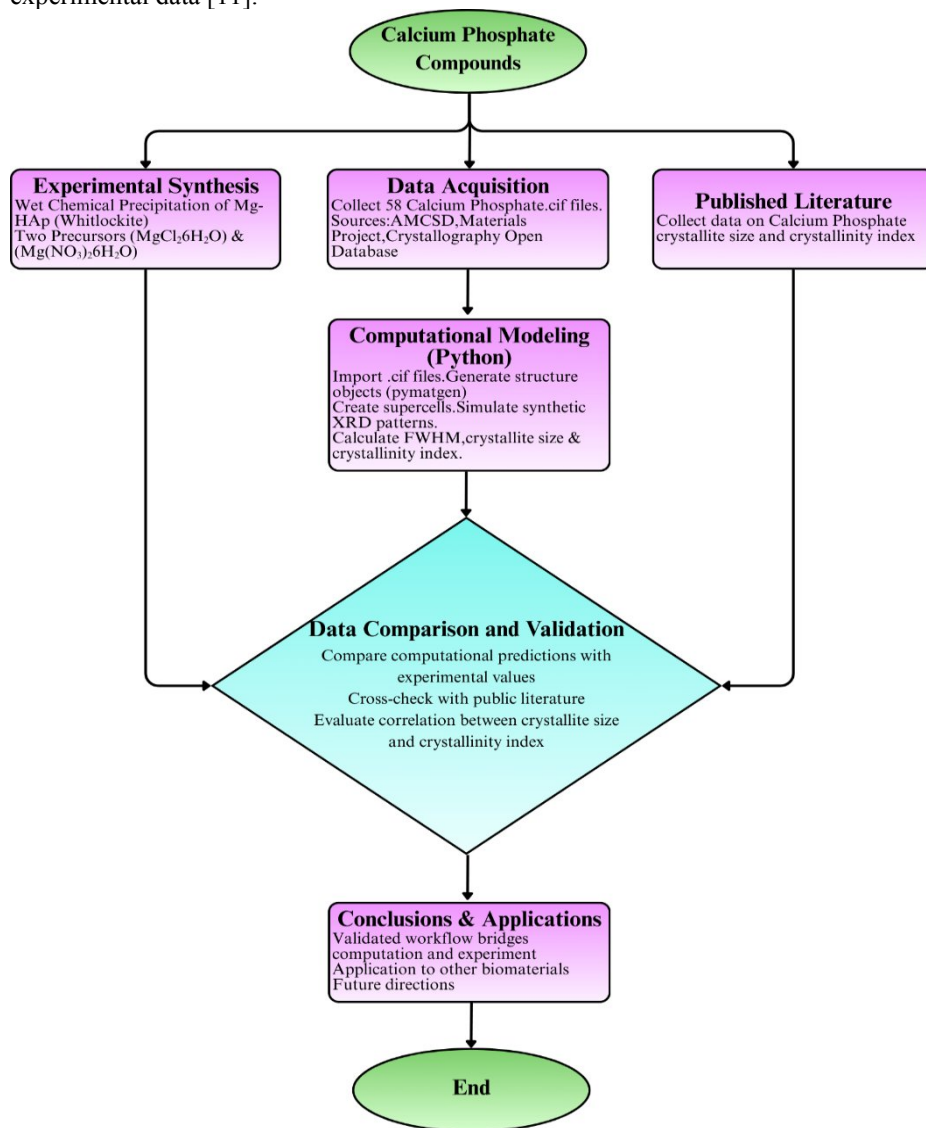 experimental data [11].
Calcium Phosphate
Compounds
Experimental Synthesis
Wet Chemical Precipitation of Mg-
HAp (Whitlockite)
Two Precursors (MgCl₂6H₂O) &
(Mg(NO₃)₂6H₂O)
Data Acquisition
Collect 58 Calcium Phosphate.cif files.
Sources:AMCSD,Materials
Project,Crystallography Open
Database
Published Literature
Collect data on Calcium Phosphate
crystallite size and crystallinity index
Computational Modeling
(Python)
Import .cif files.Generate structure
objects (pymatgen)
Create supercells.Simulate synthetic
XRD patterns.
Calculate FWHM,crystallite size &
crystallinity index.
Data Comparison and Validation
Compare computational predictions with
experimental values
Cross-check with public literature
Evaluate correlation between crystallite size
and crystallinity index
Conclusions & Applications
Validated workflow bridges
computation and experiment
Application to other biomaterials
Future directions
End